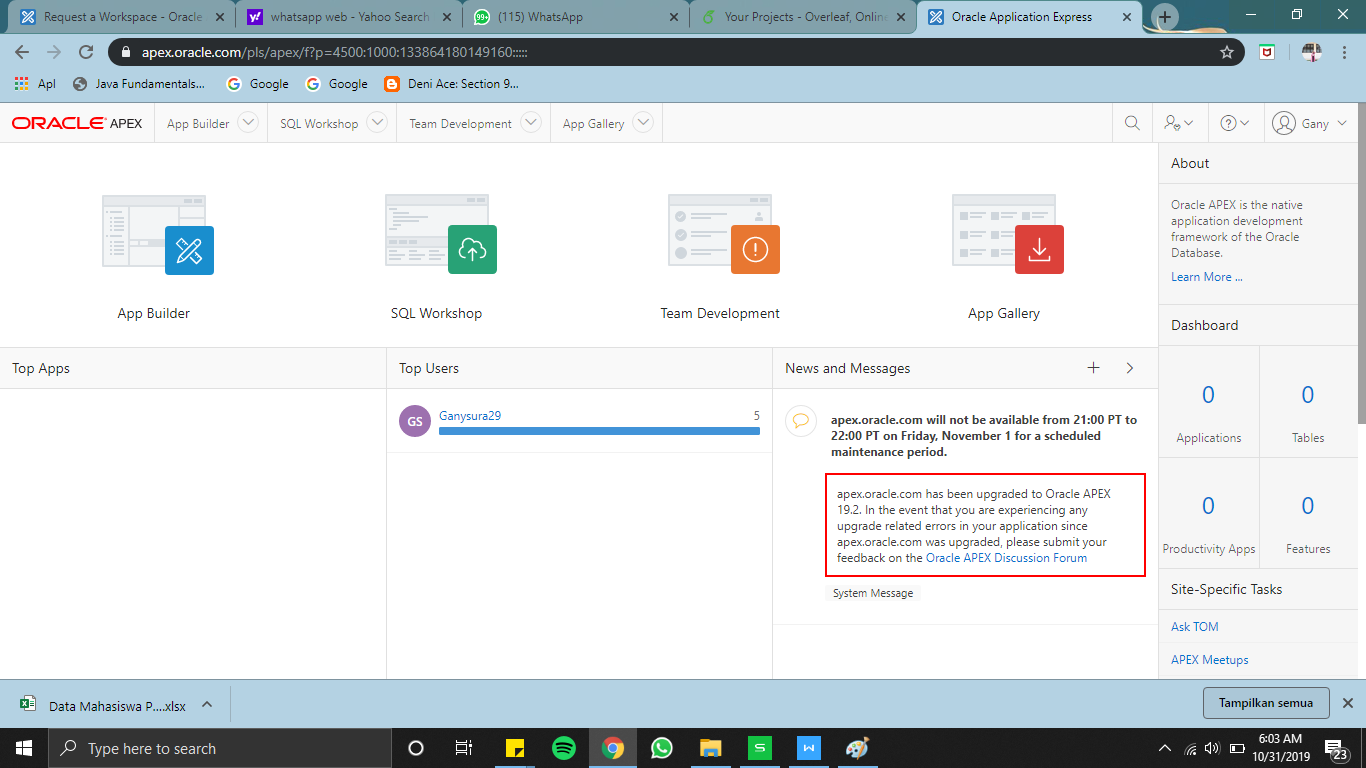 Request a Workspace - Oracle
whatsapp web - Yahoo Search
99+
(115) WhatsApp
Your Projects - Overleaf, Online
Oracle Application Express
apex.oracle.com/pls/apex/f?p=4500:1000:133864180149160:::::
Apl
Java Fundamentals...
Google
Google
Deni Ace: Section 9...
ORACLE APEX
App Builder
SQL Workshop
Team Development
App Gallery
Gany
App Builder
SQL Workshop
Team Development
App Gallery
Top Apps
Top Users
GS
Ganysura29
5
News and Messages
apex.oracle.com will not be available from 21:00 PT to
22:00 PT on Friday, November 1 for a scheduled
maintenance period.
apex.oracle.com has been upgraded to Oracle APEX
19.2. In the event that you are experiencing any
upgrade related errors in your application since
apex.oracle.com was upgraded, please submit your
feedback on the Oracle APEX Discussion Forum
System Message
About
Oracle APEX is the native
application development
framework of the Oracle
Database.
Learn More ...
Dashboard
0
Applications
0
Tables
0
Productivity Apps
0
Features
Site-Specific Tasks
Ask TOM
APEX Meetups
Data Mahasiswa P....xlsx
Tampilkan semua
Type here to search
S
W
6:03 AM
10/31/2019
23